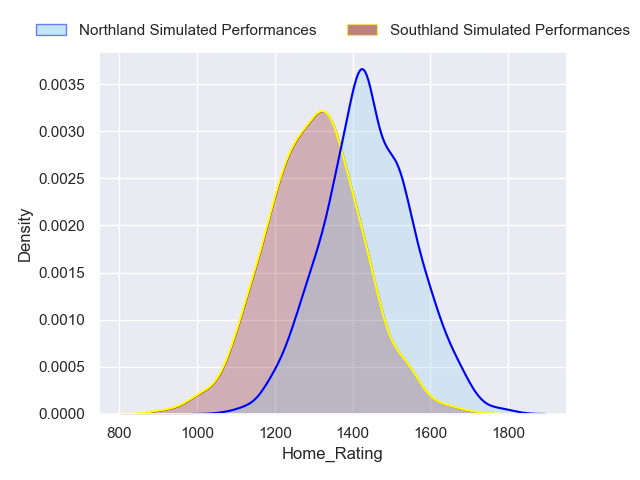 Northland Simulated Performances Southland Simulated Performances
0.0035
0.0030
0.0025
0.0020
0.0015
0.0010
0.0005
0.0000
Density
800 1000 1200 1400 1600 1800
Home_Rating